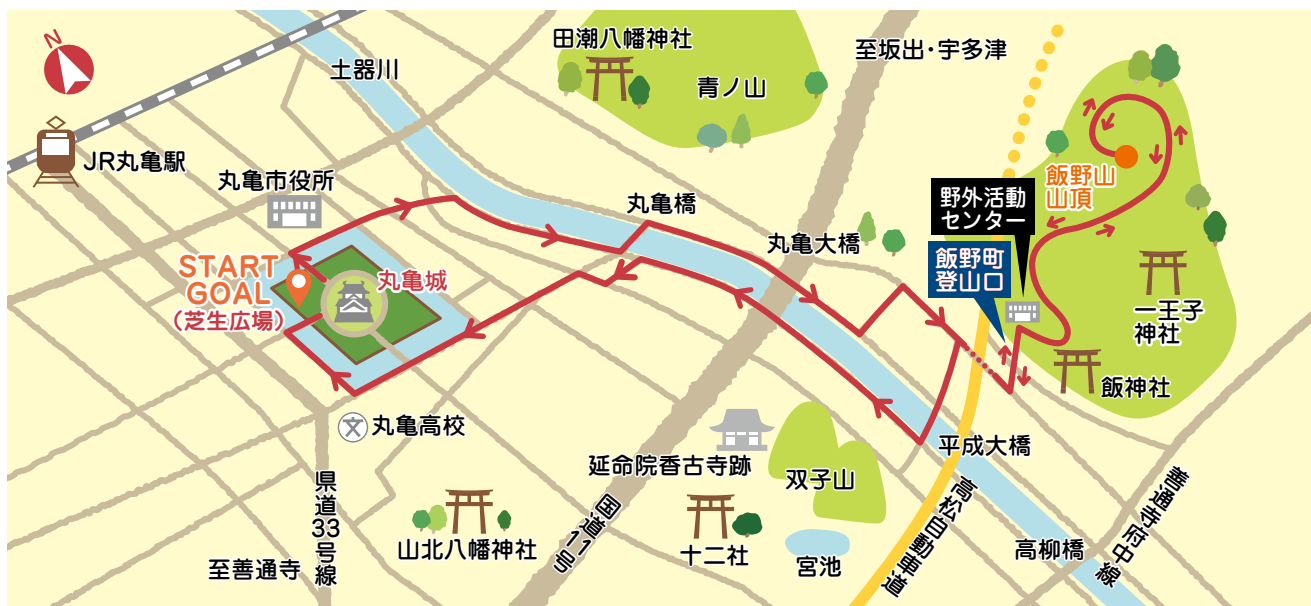 N
土器川
田潮八幡神社
青ノ山
至坂出・宇多津
JR丸亀駅
丸亀市役所
丸亀橋
丸亀大橋
野外活動
センター
飯野山
山頂
飯野町
登山口
START
GOAL
(芝生広場)
丸亀城
一王子
神社
飯神社
文
丸亀高校
延命院香古寺跡
双子山
平成大橋
県道33号線
国道11号
高松自動車道
善通寺府中線
山北八幡神社
十二社
宮池
高柳橋
至善通寺